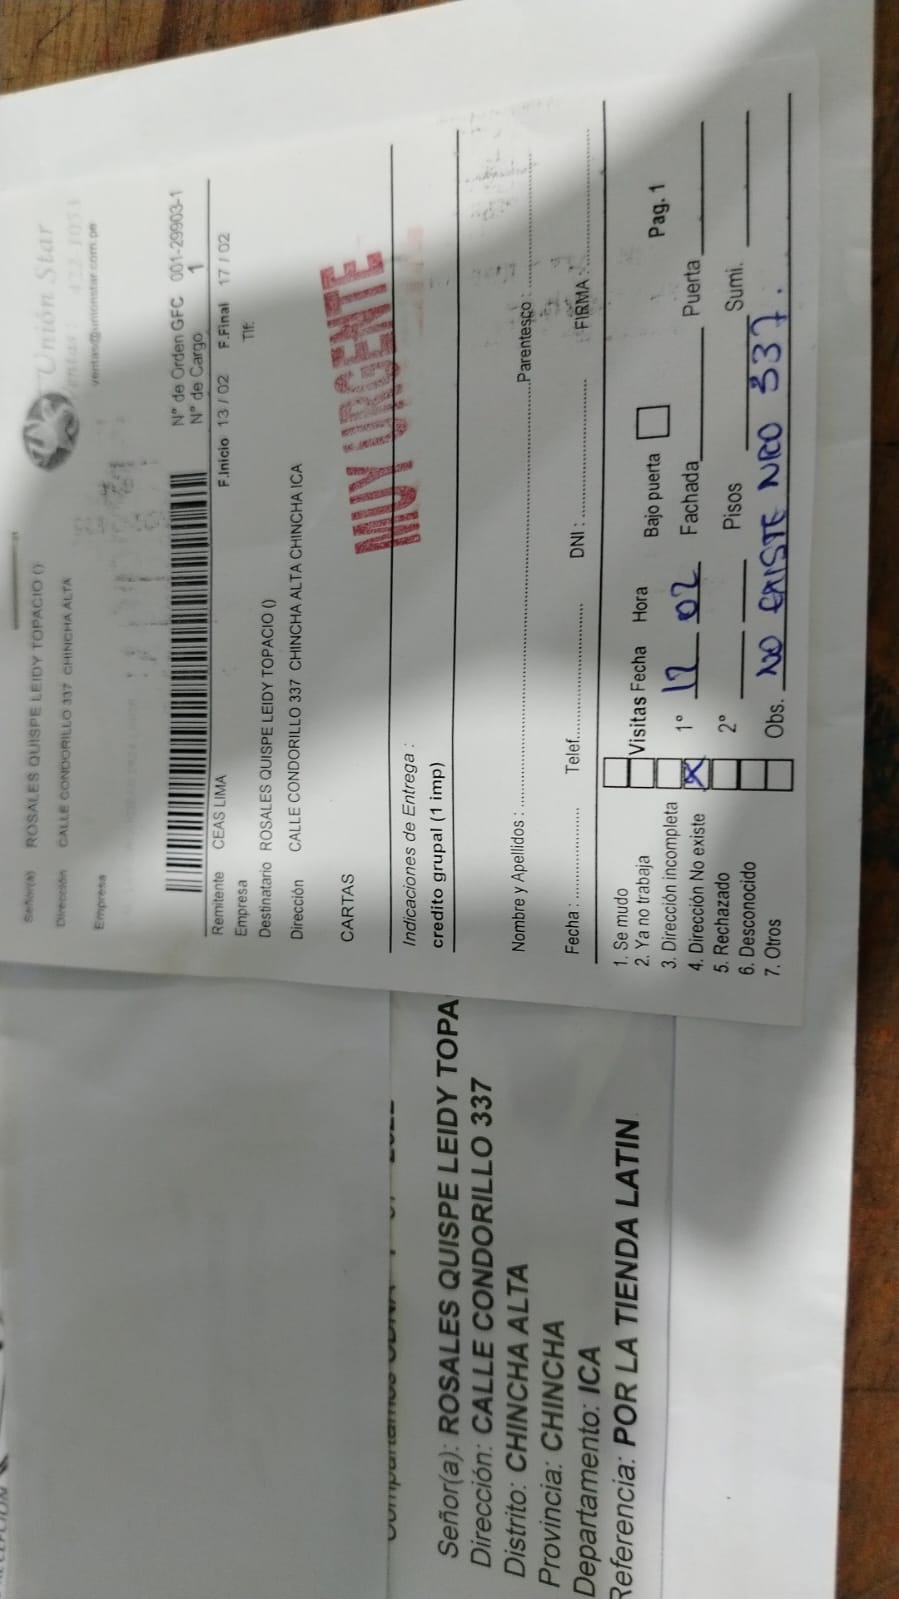 Unión Star
ventas@unionstar.com.pe
Señor(a) ROSALES QUISPE LEIDY TOPACIO ()
Dirección CALLE CONDORILLO 337 CHINCHA ALTA
Empresa
N° de Orden GFC 001-29903-1
N° de Cargo 1
Remitente CEAS LIMA F.Inicio 13 / 02 F.Final 17 / 02
Empresa Tlf:
Destinatario ROSALES QUISPE LEIDY TOPACIO ()
Dirección CALLE CONDORILLO 337 CHINCHA ALTA CHINCHA ICA
CARTAS
MUY URGENTE
Indicaciones de Entrega :
credito grupal (1 imp)
Nombre y Apellidos : Parentesco :
Fecha : Telef. DNI : FIRMA :
1. Se mudo
2. Ya no trabaja Visitas Fecha Hora Bajo puerta Pag. 1
3. Dirección incompleta
4. Dirección No existe X 1° 17 02 Fachada Puerta
5. Rechazado 2° Pisos Sumi.
6. Desconocido
7. Otros Obs. NO EXISTE NRO 337.
Señor(a): ROSALES QUISPE LEIDY TOPA
Dirección: CALLE CONDORILLO 337
Distrito: CHINCHA ALTA
Provincia: CHINCHA
Departamento: ICA
Referencia: POR LA TIENDA LATIN